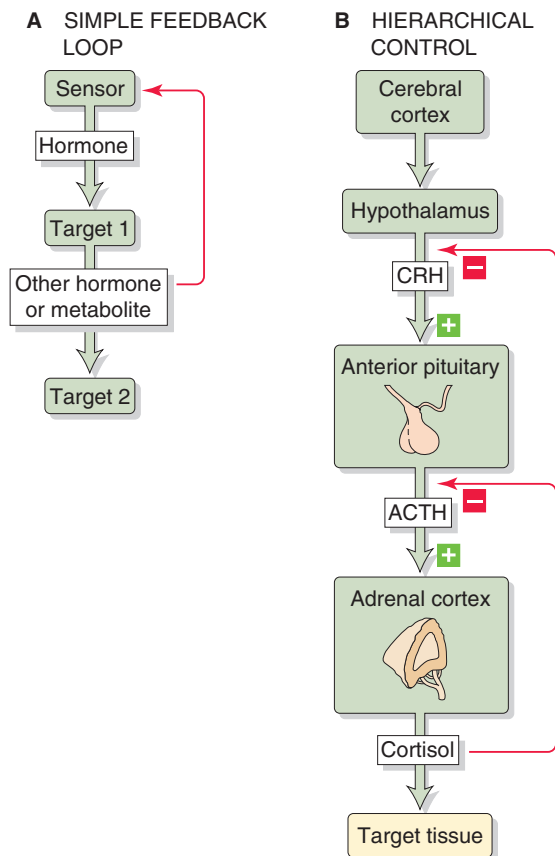 A SIMPLE FEEDBACK
LOOP
Sensor
Hormone
Target 1
Other hormone
or metabolite
Target 2
B HIERARCHICAL
CONTROL
Cerebral
cortex
Hypothalamus
−
CRH
+
Anterior pituitary
−
ACTH
+
Adrenal cortex
Cortisol
Target tissue